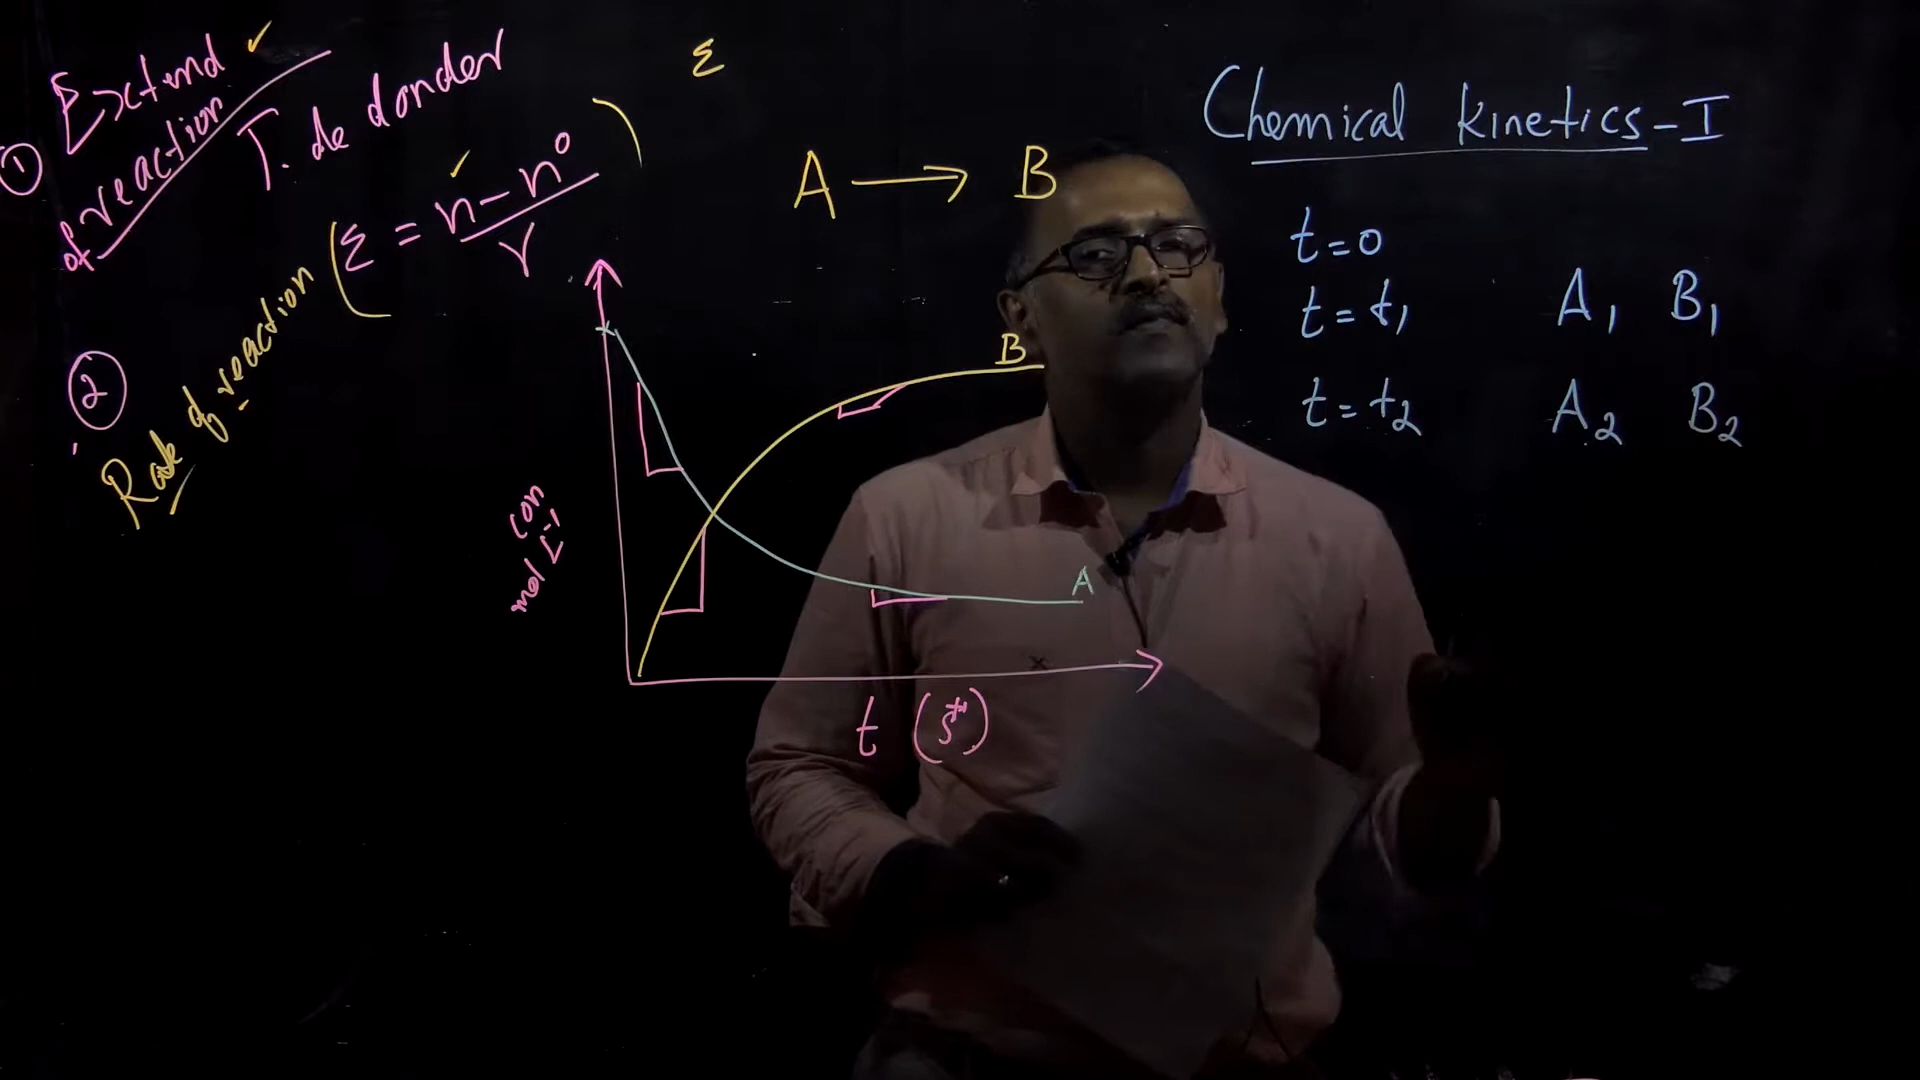 Chemical kinetics-I
① Extend ✓
of reaction
T. de donder
ε = n - n⁰ / γ
ε
A → B
② Rate of reaction
t = 0
t = t₁ A₁ B₁
t = t₂ A₂ B₂
B
A
con
mol L⁻¹
t